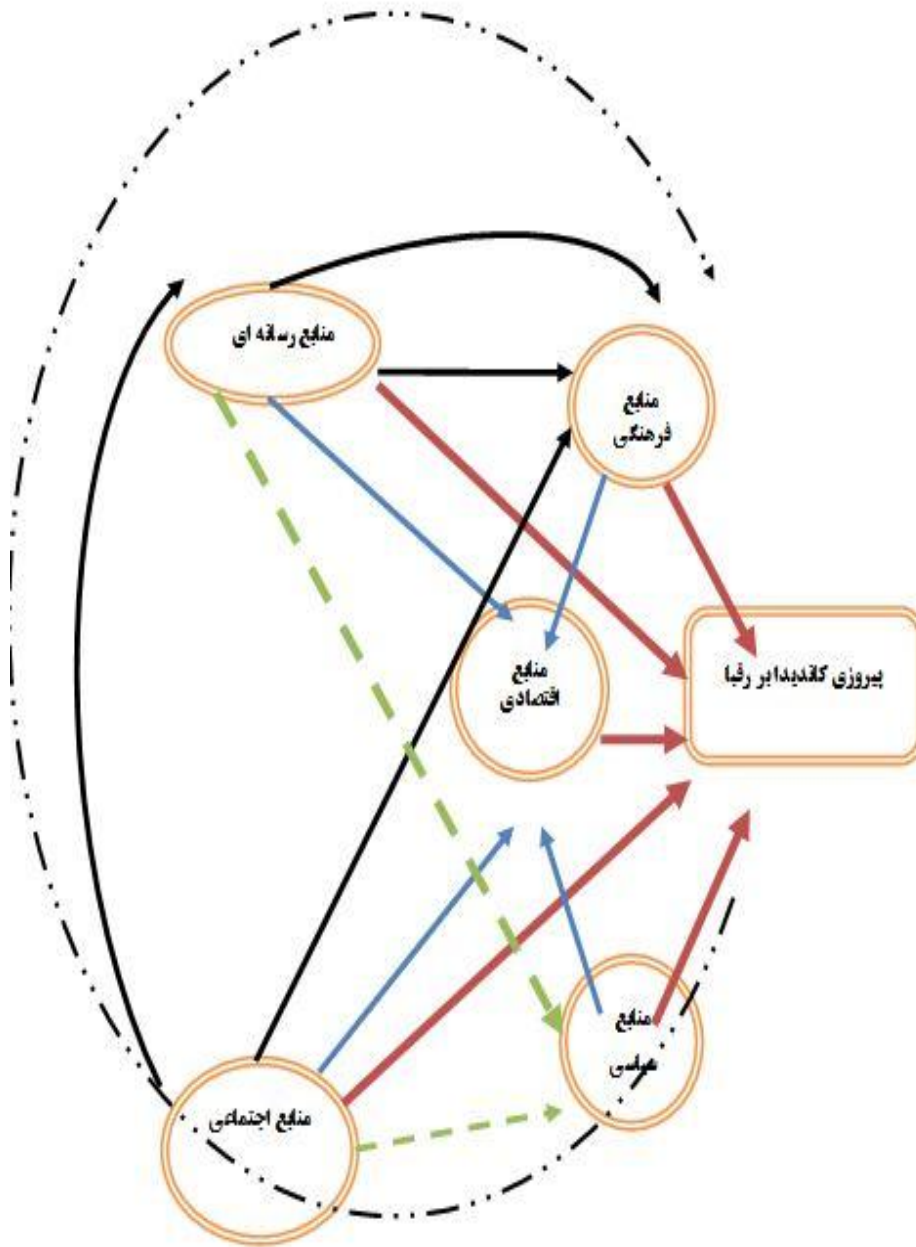 منابع رسانه ای
منابع
فرهنگی
منابع
اقتصادی
پیروزی کاندیدا بر رقبا
منابع
سیاسی
منابع اجتماعی